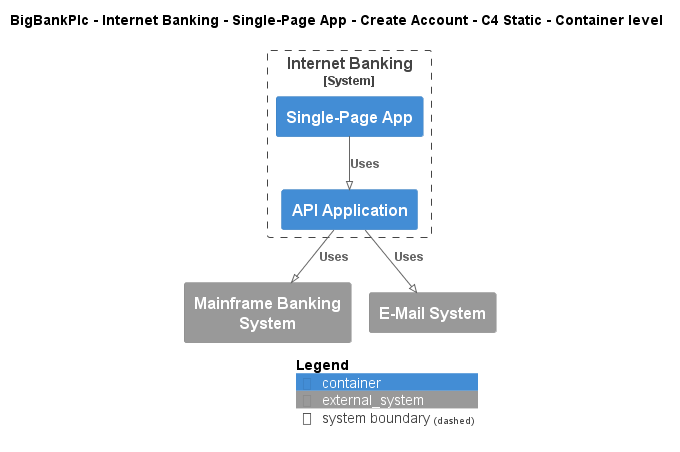 BigBankPlc - Internet Banking - Single-Page App - Create Account - C4 Static - Container level
Internet Banking
[System]
Single-Page App
Uses
API Application
Uses
Uses
Mainframe Banking
System
E-Mail System
Legend
container
external_system
system boundary (dashed)